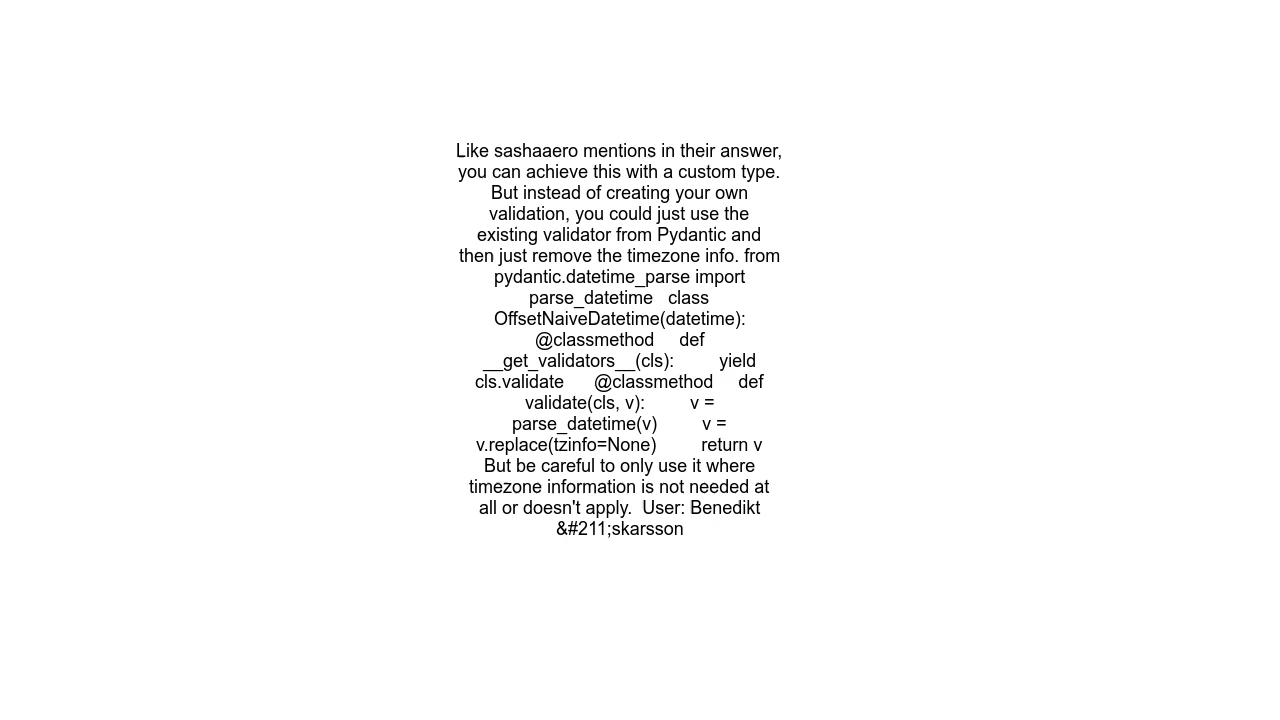 Like sashaaero mentions in their answer,
you can achieve this with a custom type.
But instead of creating your own
validation, you could just use the
existing validator from Pydantic and
then just remove the timezone info. from
pydantic.datetime_parse import
parse_datetime   class
OffsetNaiveDatetime(datetime):
@classmethod     def
__get_validators__(cls):         yield
cls.validate      @classmethod     def
validate(cls, v):         v =
parse_datetime(v)         v =
v.replace(tzinfo=None)         return v
But be careful to only use it where
timezone information is not needed at
all or doesn't apply.  User: Benedikt
&#211;skarsson